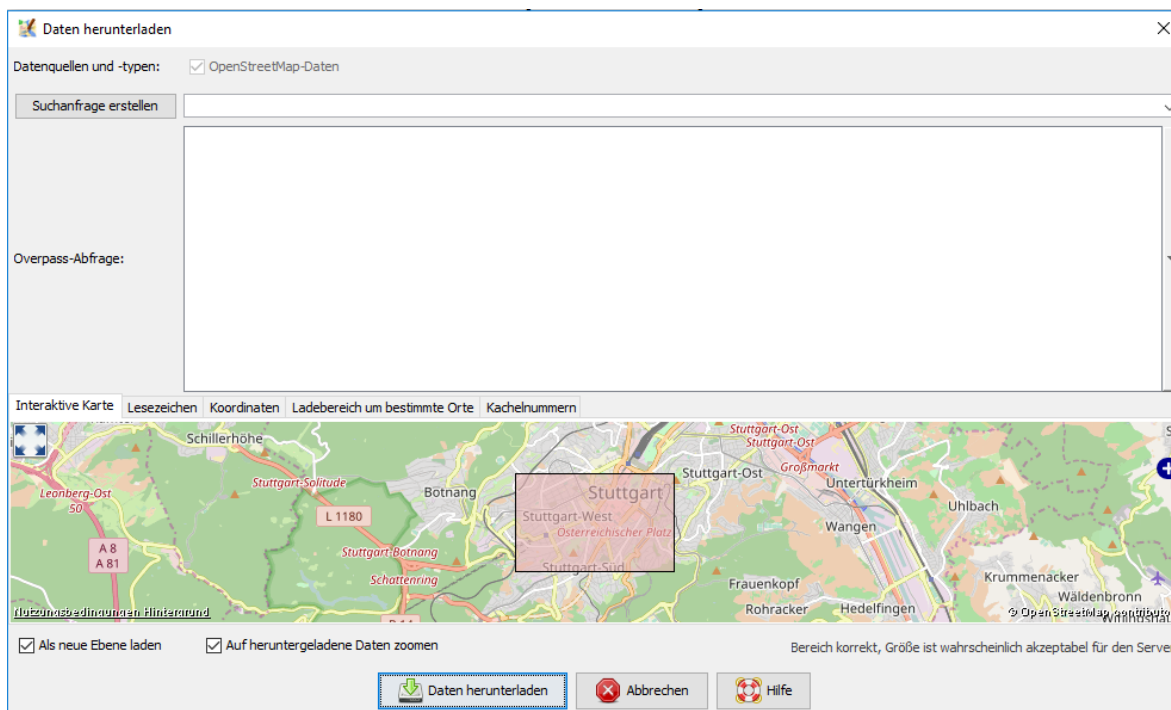 Daten herunterladen
Datenquellen und -typen: OpenStreetMap-Daten
Suchanfrage erstellen
Overpass-Abfrage:
Interaktive Karte Lesezeichen Koordinaten Ladebereich um bestimmte Orte Kachelnummern
Schillerhöhe
Stuttgart-Ost
Stuttgart-Ost
Großmarkt
Stuttgart-Ost
Leonberg-Ost
50
Stuttgart-Solitude
Botnang
Stuttgart
Untertürkheim
Uhlbach
L 1180
Stuttgart-West
Österreichischer Platz
Wangen
A 8
A 81
Stuttgart-Botnang
Schattenring
Stuttgart-Süd
Frauenkopf
Rohracker
Hedelfingen
Krummenacker
Wäldenbronn
Nutzungsbedingungen Hintergrund
© OpenStreetMap contributo
Als neue Ebene laden Auf heruntergeladene Daten zoomen Bereich korrekt, Größe ist wahrscheinlich akzeptabel für den Server
Daten herunterladen Abbrechen Hilfe